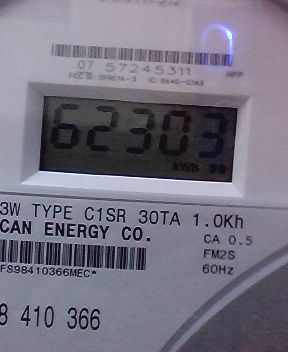 07 57245311
HPP
62303
kWh
3W TYPE C1SR 30TA 1.0Kh
CAN ENERGY CO.
CA 0.5
FM2S
60Hz
FS98410366MEC*
8 410 366